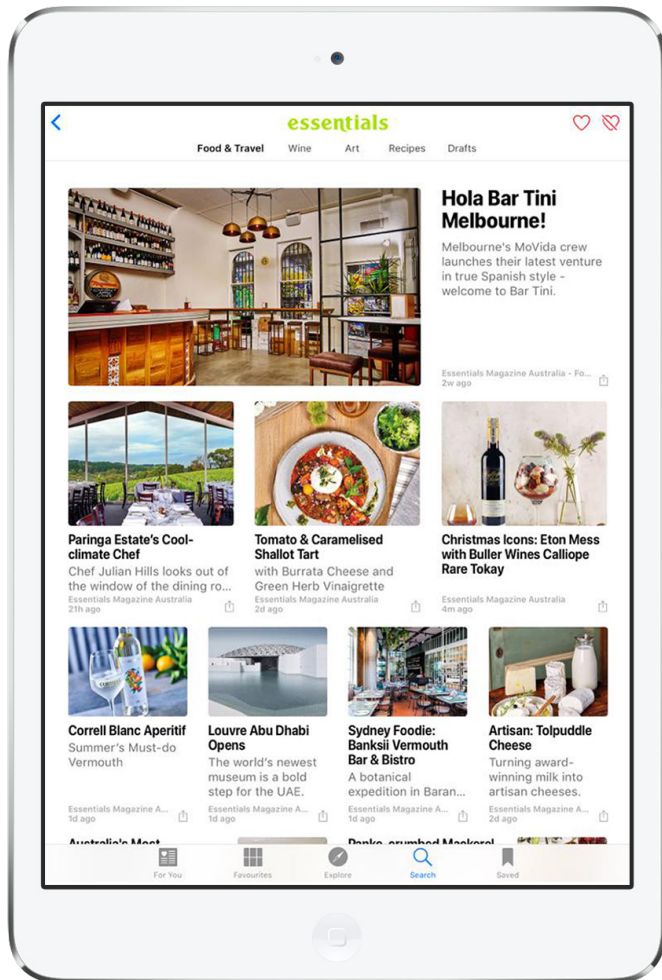 essentials
Food & Travel
Wine
Art
Recipes
Drafts
Hola Bar Tini
Melbourne!
Melbourne's MoVida crew
launches their latest venture
in true Spanish style -
welcome to Bar Tini.
Essentials Magazine Australia - Fo...
2w ago
Paringa Estate's Cool-
climate Chef
Chef Julian Hills looks out of
the window of the dining ro...
Essentials Magazine Australia
21h ago
Tomato & Caramelised
Shallot Tart
with Burrata Cheese and
Green Herb Vinaigrette
Essentials Magazine Australia
2d ago
Christmas Icons: Eton Mess
with Buller Wines Calliope
Rare Tokay
Essentials Magazine Australia
4m ago
Correll Blanc Aperitif
Summer's Must-do
Vermouth
Essentials Magazine A...
1d ago
Louvre Abu Dhabi
Opens
The world's newest
museum is a bold
step for the UAE.
Essentials Magazine A...
1d ago
Sydney Foodie:
Banksii Vermouth
Bar & Bistro
A botanical
expedition in Baran...
Essentials Magazine A...
1d ago
Artisan: Tolpuddle
Cheese
Turning award-
winning milk into
artisan cheeses.
Essentials Magazine A...
2d ago
Australia's Most
Panko-crumbed Mackerel
For You
Favourites
Explore
Search
Saved